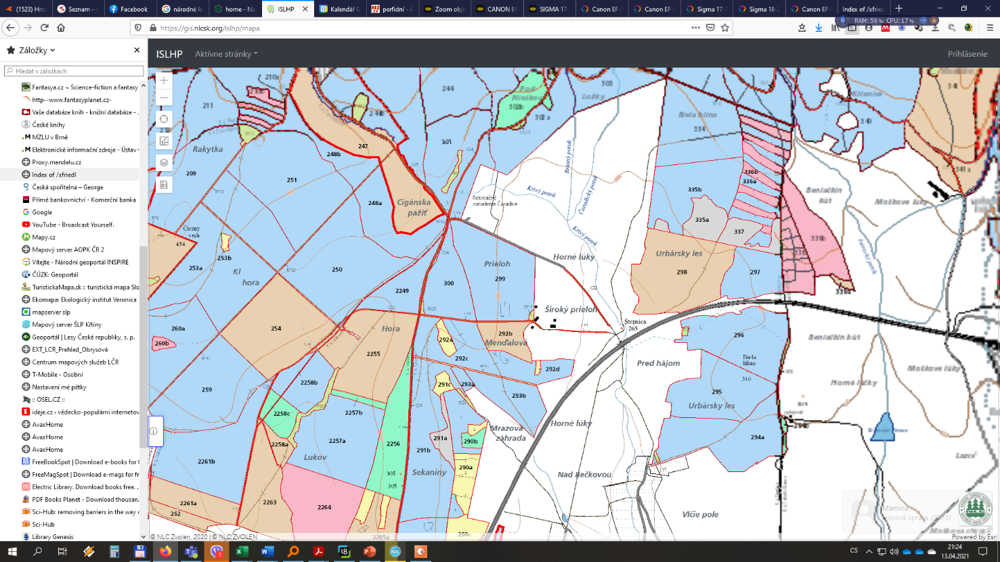 (1523) Hro
Seznam –
Facebook
národné le
home - Ná
ISLHP
Kalendář G
perfidní - A
Zoom obje
CANON EF
SIGMA 17-
Canon EF-S
Canon EF-S
Sigma 17-7
Sigma 18-2
Canon EF-
Index of /xfried
RAM: 56 % CPU: 17 %
https://gis.nlcsk.org/islhp/mapa
Záložky
Hledat v záložkách
Fantasya.cz ~ Science-fiction a fantasy
http--www.fantasyplanet.cz-
Vaše databáze knih - knižní databáze - .
České knihy
MZLU v Brně
Elektronické informační zdroje - Ústav v
Proxy.mendelu.cz
Index of /xfriedl
Česká spořitelna – George
Přímé bankovnictví - Komerční banka
Google
YouTube - Broadcast Yourself.
Mapy.cz
Mapový server AOPK ČR 2
Vítejte - Národní geoportál INSPIRE
ČÚZK: Geoportál
TuristickaMapa.sk :: turistická mapa Slo
Ekomapa: Ekologický institut Veronica
mapserver slp
Mapový server ŠLP Křtiny
Geoportál | Lesy České republiky, s. p.
EXT_LCR_Prehled_Obrysová
Centrum mapových služeb LČR
T-Mobile - Osobní
Nastavení mé pětky
:: OSEL.CZ ::
ideje.cz › vědecko-populární internetov
AvaxHome
AvaxHome
AvaxHome
FreeBookSpot | Download e-books for f
FreeMagSpot | Download e-mags for fr
Electric Library. Download books free. .
PDF Books Planet - Download thousan.
Sci-Hub: removing barriers in the way o
Sci-Hub
Library Genesis
ISLHP
Aktívne stránky
Prihlásenie
210a
211
244
Pod
302b
302a
303
Ložky
Biela hlina
334
340
341
341a
Rakytka
247
248b
301
209
251
248a
Cigánska
pažiť
Rekreačné
zariadenie Čaradice
Brusný potok
Krivý potok
Čaradický potok
Krivý potok
336b
336a
335b
335a
337
338
339b
339a
Beniačkin
kút
Moškove lúky
Čierny
vrch
454
253b
253a
Kl
hora
250
2249
300
Prieloh
299
Horné lúky
Urbársky les
298
297
Široký prieloh
Štepnica
265
260a
260b
254
Hora
2255
292a
292b
Menďalova
292c
292d
296
Biela
hlina
316
Beniačkin kút
Moškove lúky
Horné lúčky
Pred hájom
259
2258b
2258c
2258a
2257b
2257a
2256
291c
293a
293b
295
Urbársky les
294a
Mrazová
záhrada
Horné lúky
291a
291b
290b
290a
Lukov
Sekaniny
305
305
Nad Bečkovou
Vlčie pole
2261b
2261a
262
2263
2264
2265a
288c
Mamina
Hlasová zpráva (00:15)
© NLC Zvolen, 2020 | © NLC ZVOLEN
Powered by Esri
CS
21:24
13.04.2021